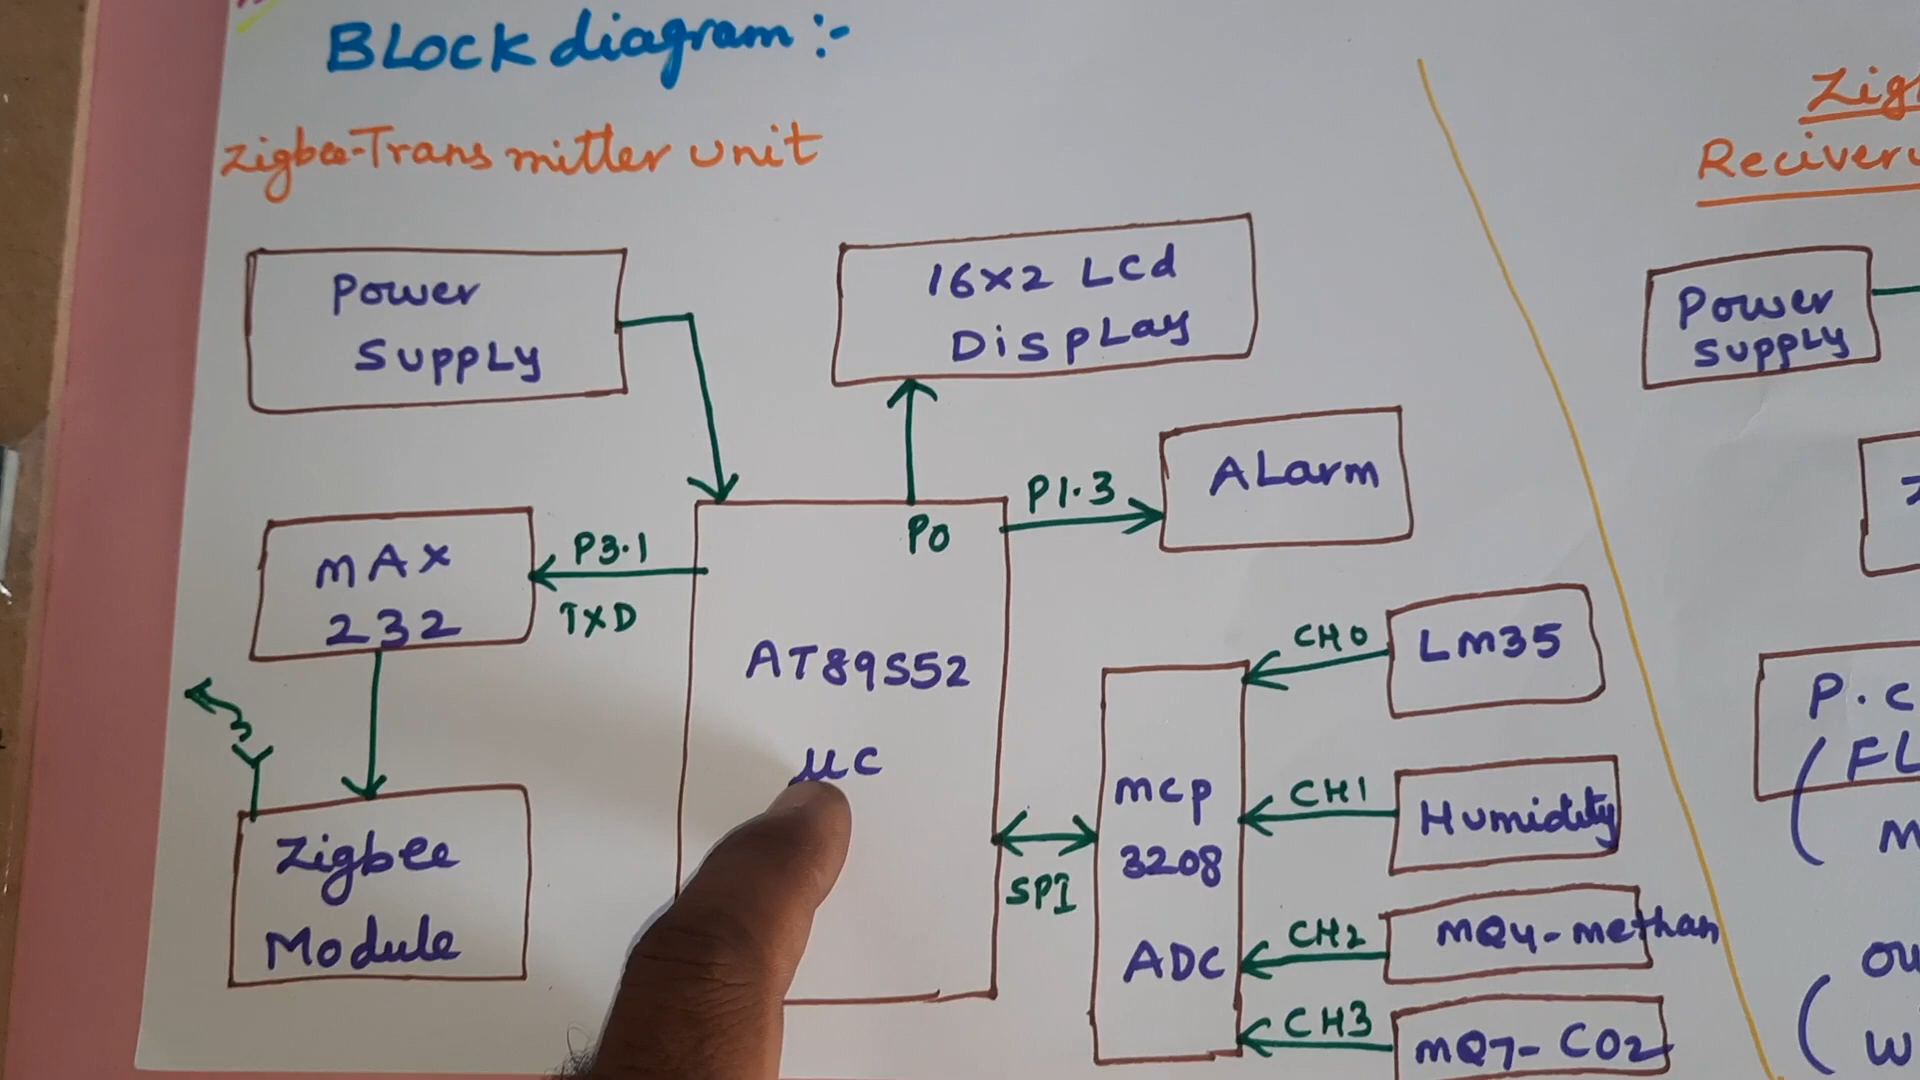 BLock diagram :-
zigbee-Transmitter unit
Power
Supply
16x2 Lcd
Display
ALarm
P1.3
P0
MAX
232
P3.1
TXD
AT89S52
μc
Zigbee
Module
SPI
mcp
3208
ADC
CH0
LM35
CH1
Humidity
CH2
MQ4-methan
CH3
MQ7-CO2
Zig
Reciver
Power
Supply
P.C
(FL
M
ou
(W